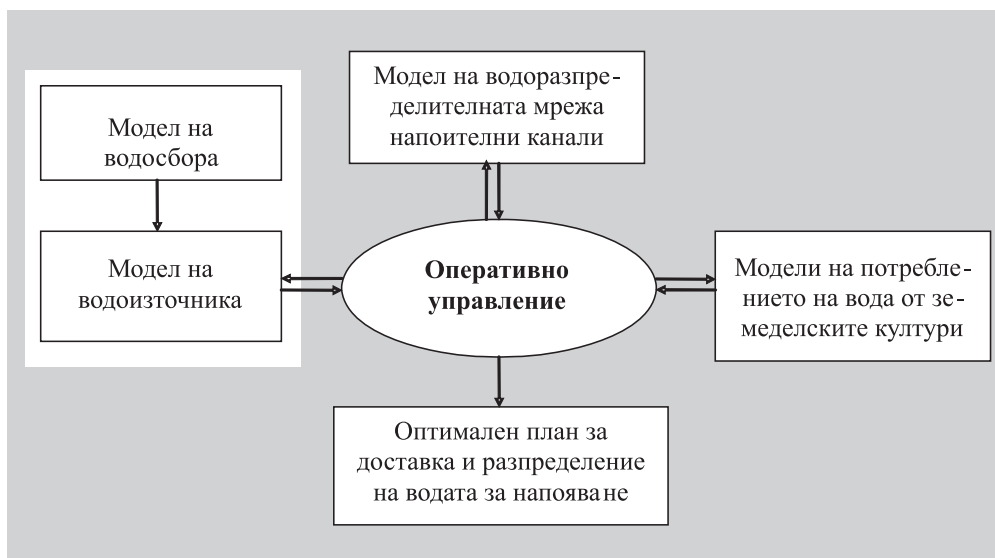 Модел на
водосбора
Модел на
водоизточника
Модел на водоразпре-
делителната мрежа
напоителни канали
Оперативно
управление
Модели на потребле-
нието на вода от зе-
меделските култури
Оптимален план за
доставка и разпределение
на водата за напояване